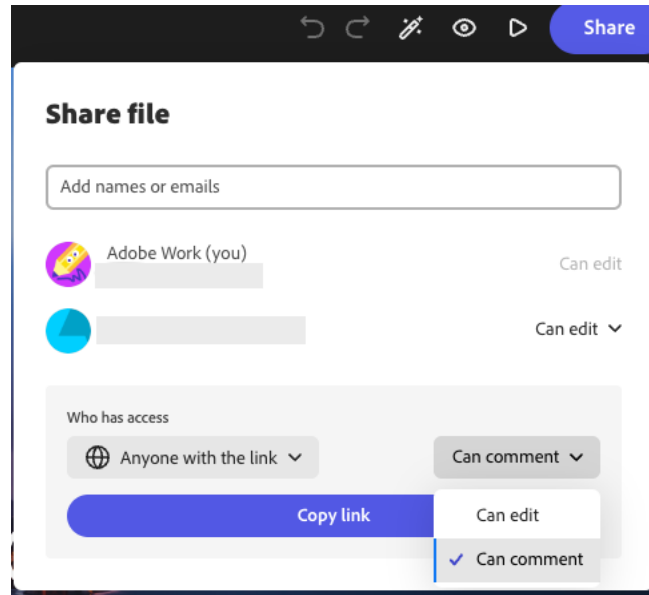 Share
Share file
Add names or emails
Adobe Work (you)
Can edit
Can edit
Who has access
Anyone with the link
Can comment
Copy link
Can edit
Can comment